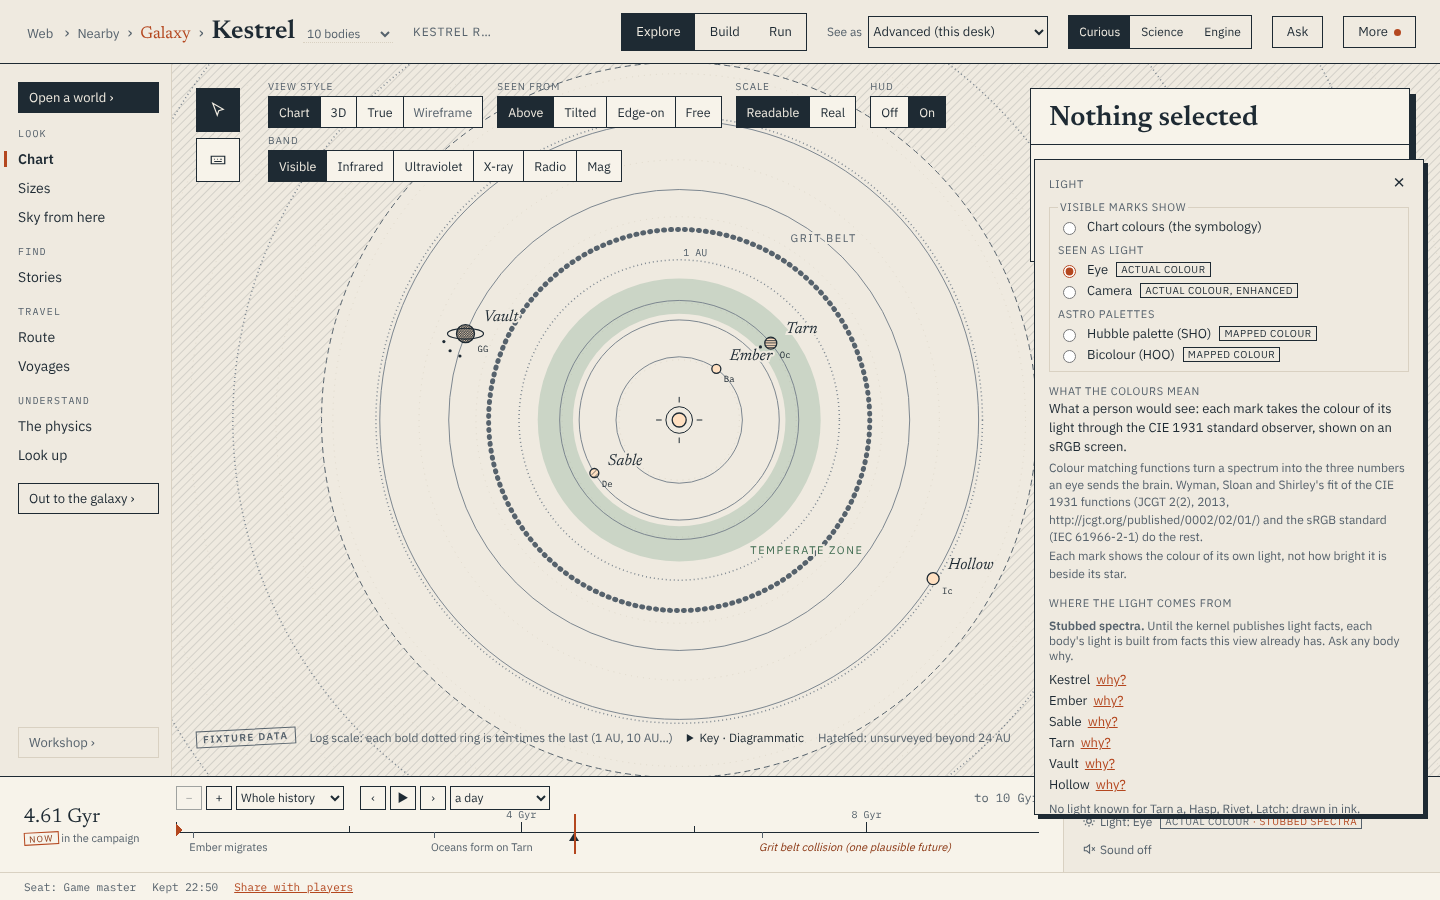 Web › Nearby › Galaxy › Kestrel 10 bodies KESTREL R...
Explore Build Run
See as Advanced (this desk)
Curious Science Engine
Ask
More
Open a world ›
LOOK
Chart
Sizes
Sky from here
FIND
Stories
TRAVEL
Route
Voyages
UNDERSTAND
The physics
Look up
Out to the galaxy ›
Workshop ›
VIEW STYLE
Chart 3D True Wireframe
SEEN FROM
Above Tilted Edge-on Free
SCALE
Readable Real
HUD
Off On
BAND
Visible Infrared Ultraviolet X-ray Radio Mag
GRIT BELT
1 AU
Vault
GG
Tarn
Oc
Ember
Ba
Sable
De
TEMPERATE ZONE
Hollow
Ic
FIXTURE DATA
Log scale: each bold dotted ring is ten times the last (1 AU, 10 AU...)
Key · Diagrammatic
Hatched: unsurveyed beyond 24 AU
Nothing selected
LIGHT
VISIBLE MARKS SHOW
Chart colours (the symbology)
SEEN AS LIGHT
Eye ACTUAL COLOUR
Camera ACTUAL COLOUR, ENHANCED
ASTRO PALETTES
Hubble palette (SHO) MAPPED COLOUR
Bicolour (HOO) MAPPED COLOUR
WHAT THE COLOURS MEAN
What a person would see: each mark takes the colour of its
light through the CIE 1931 standard observer, shown on an
sRGB screen.
Colour matching functions turn a spectrum into the three numbers
an eye sends the brain. Wyman, Sloan and Shirley's fit of the CIE
1931 functions (JCGT 2(2), 2013,
http://jcgt.org/published/0002/02/01/) and the sRGB standard
(IEC 61966-2-1) do the rest.
Each mark shows the colour of its own light, not how bright it is
beside its star.
WHERE THE LIGHT COMES FROM
Stubbed spectra. Until the kernel publishes light facts, each
body's light is built from facts this view already has. Ask any body
why.
Kestrel why?
Ember why?
Sable why?
Tarn why?
Vault why?
Hollow why?
No light known for Tarn a, Hasp, Rivet, Latch: drawn in ink.
Light: Eye ACTUAL COLOUR · STUBBED SPECTRA
Sound off
4.61 Gyr
NOW in the campaign
− + Whole history ‹ › a day
to 10 Gy
4 Gyr
8 Gyr
Ember migrates
Oceans form on Tarn
Grit belt collision (one plausible future)
Seat: Game master Kept 22:50 Share with players